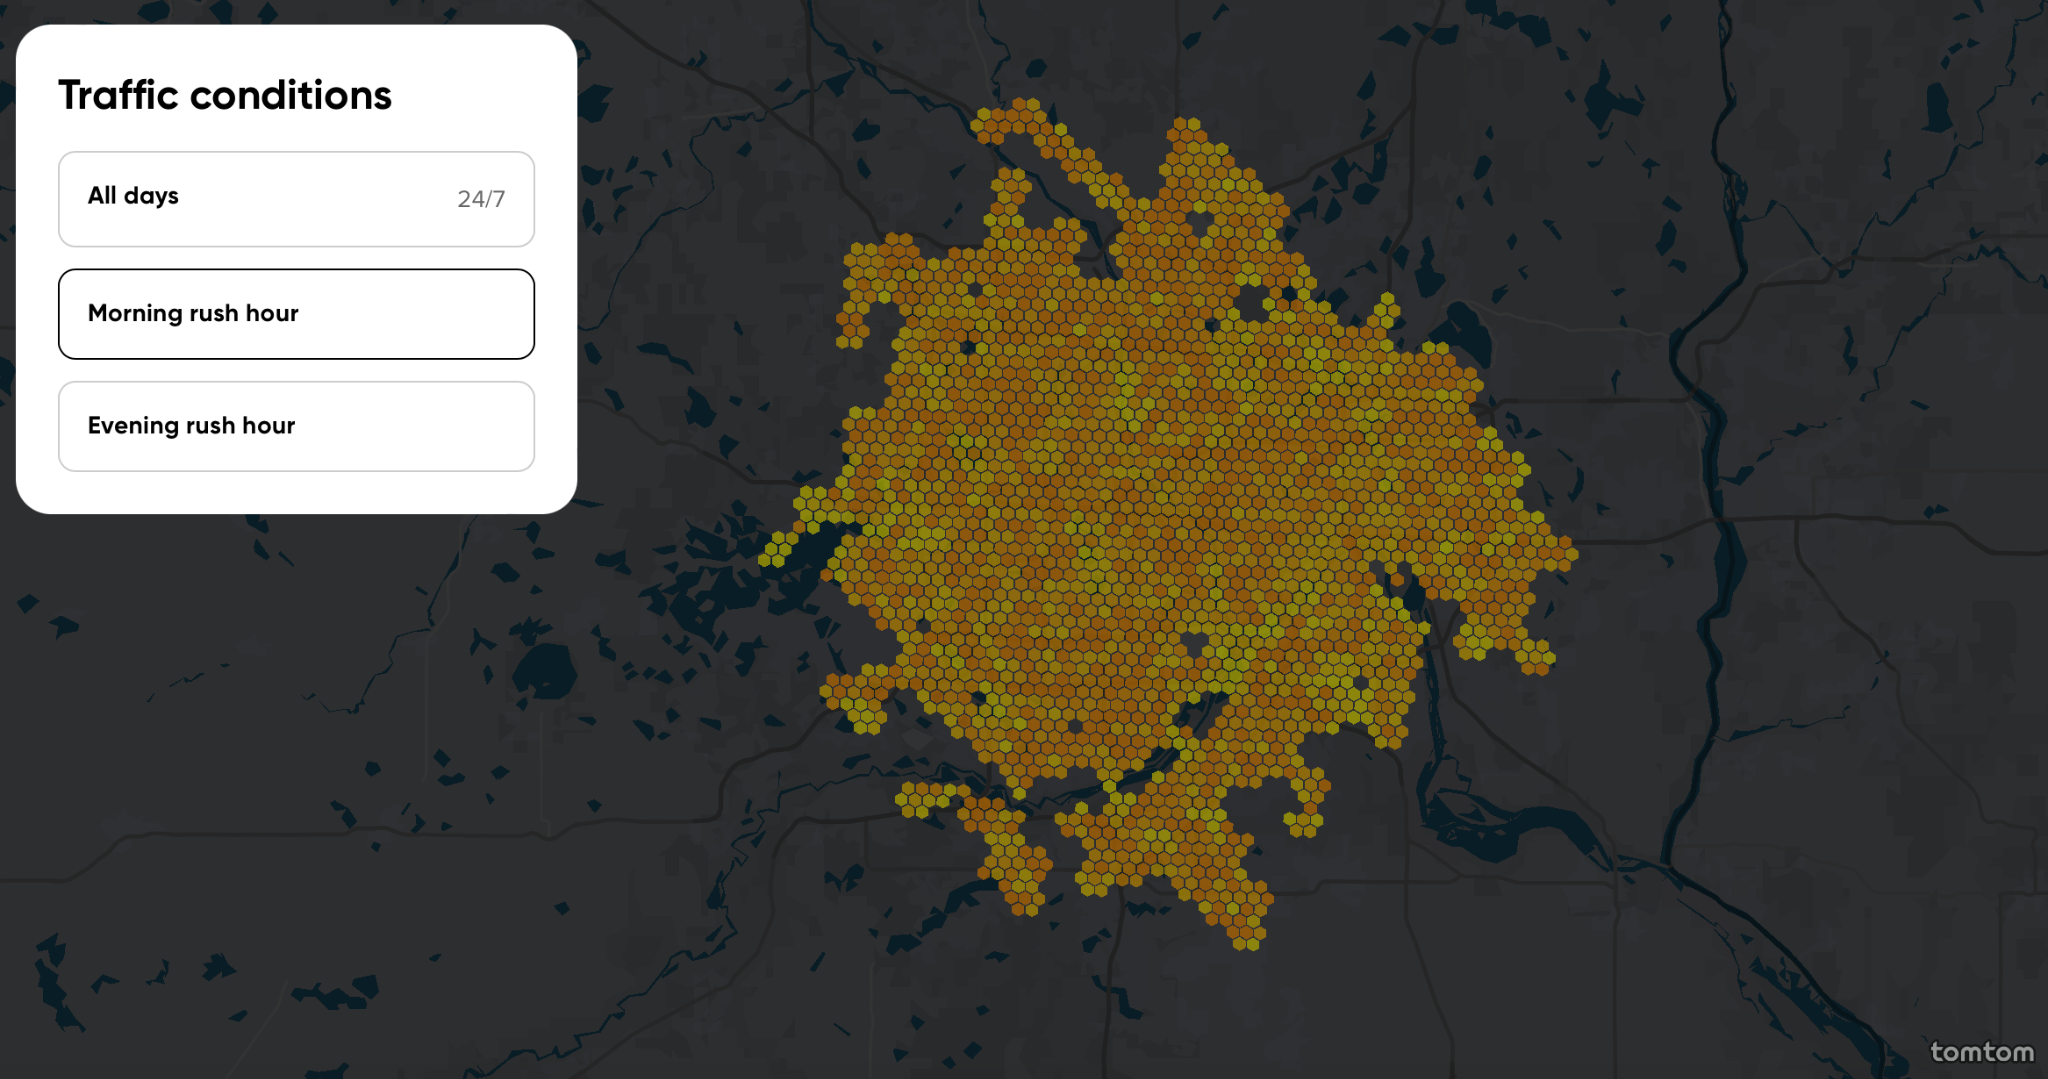 Traffic conditions
All days 24/7
Morning rush hour
Evening rush hour
tomtom